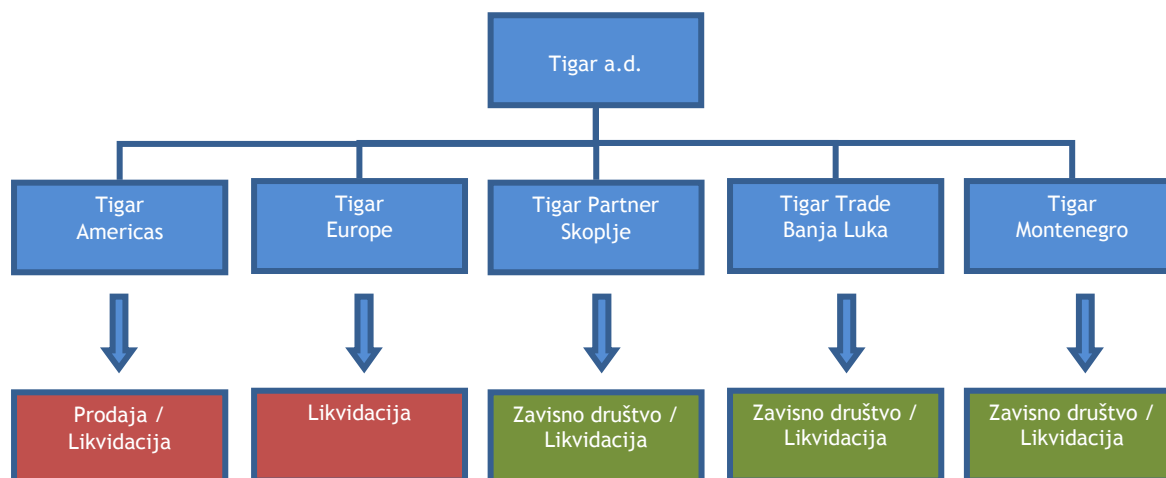 Tigar a.d.
Tigar
Americas
Tigar
Europe
Tigar Partner
Skoplje
Tigar Trade
Banja Luka
Tigar
Montenegro
Prodaja /
Likvidacija
Likvidacija
Zavisno društvo /
Likvidacija
Zavisno društvo /
Likvidacija
Zavisno društvo /
Likvidacija